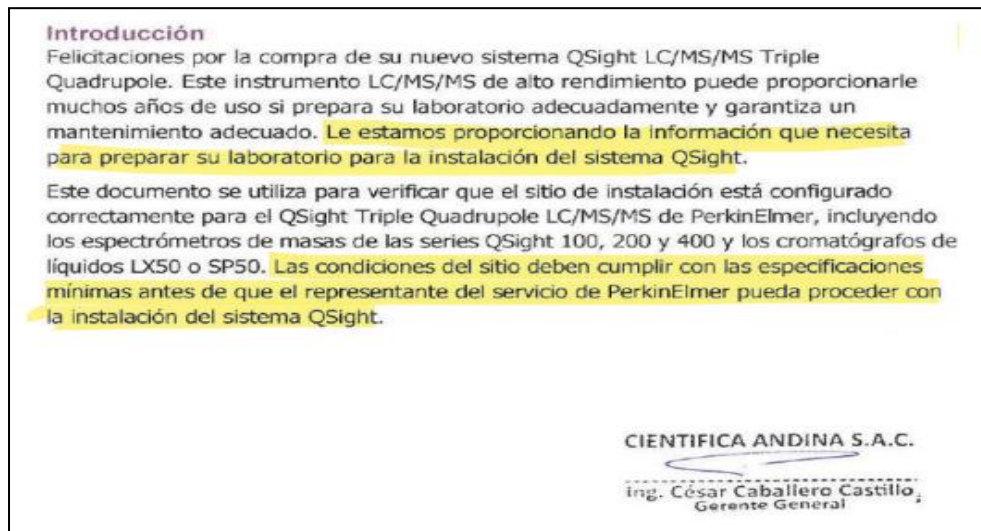 Introducción
Felicitaciones por la compra de su nuevo sistema QSight LC/MS/MS Triple
Quadrupole. Este instrumento LC/MS/MS de alto rendimiento puede proporcionarle
muchos años de uso si prepara su laboratorio adecuadamente y garantiza un
mantenimiento adecuado. Le estamos proporcionando la información que necesita
para preparar su laboratorio para la instalación del sistema QSight.
Este documento se utiliza para verificar que el sitio de instalación está configurado
correctamente para el QSight Triple Quadrupole LC/MS/MS de PerkinElmer, incluyendo
los espectrómetros de masas de las series QSight 100, 200 y 400 y los cromatógrafos de
líquidos LX50 o SP50. Las condiciones del sitio deben cumplir con las especificaciones
mínimas antes de que el representante del servicio de PerkinElmer pueda proceder con
la instalación del sistema QSight.
CIENTIFICA ANDINA S.A.C.
ing. César Caballero Castillo
Gerente General